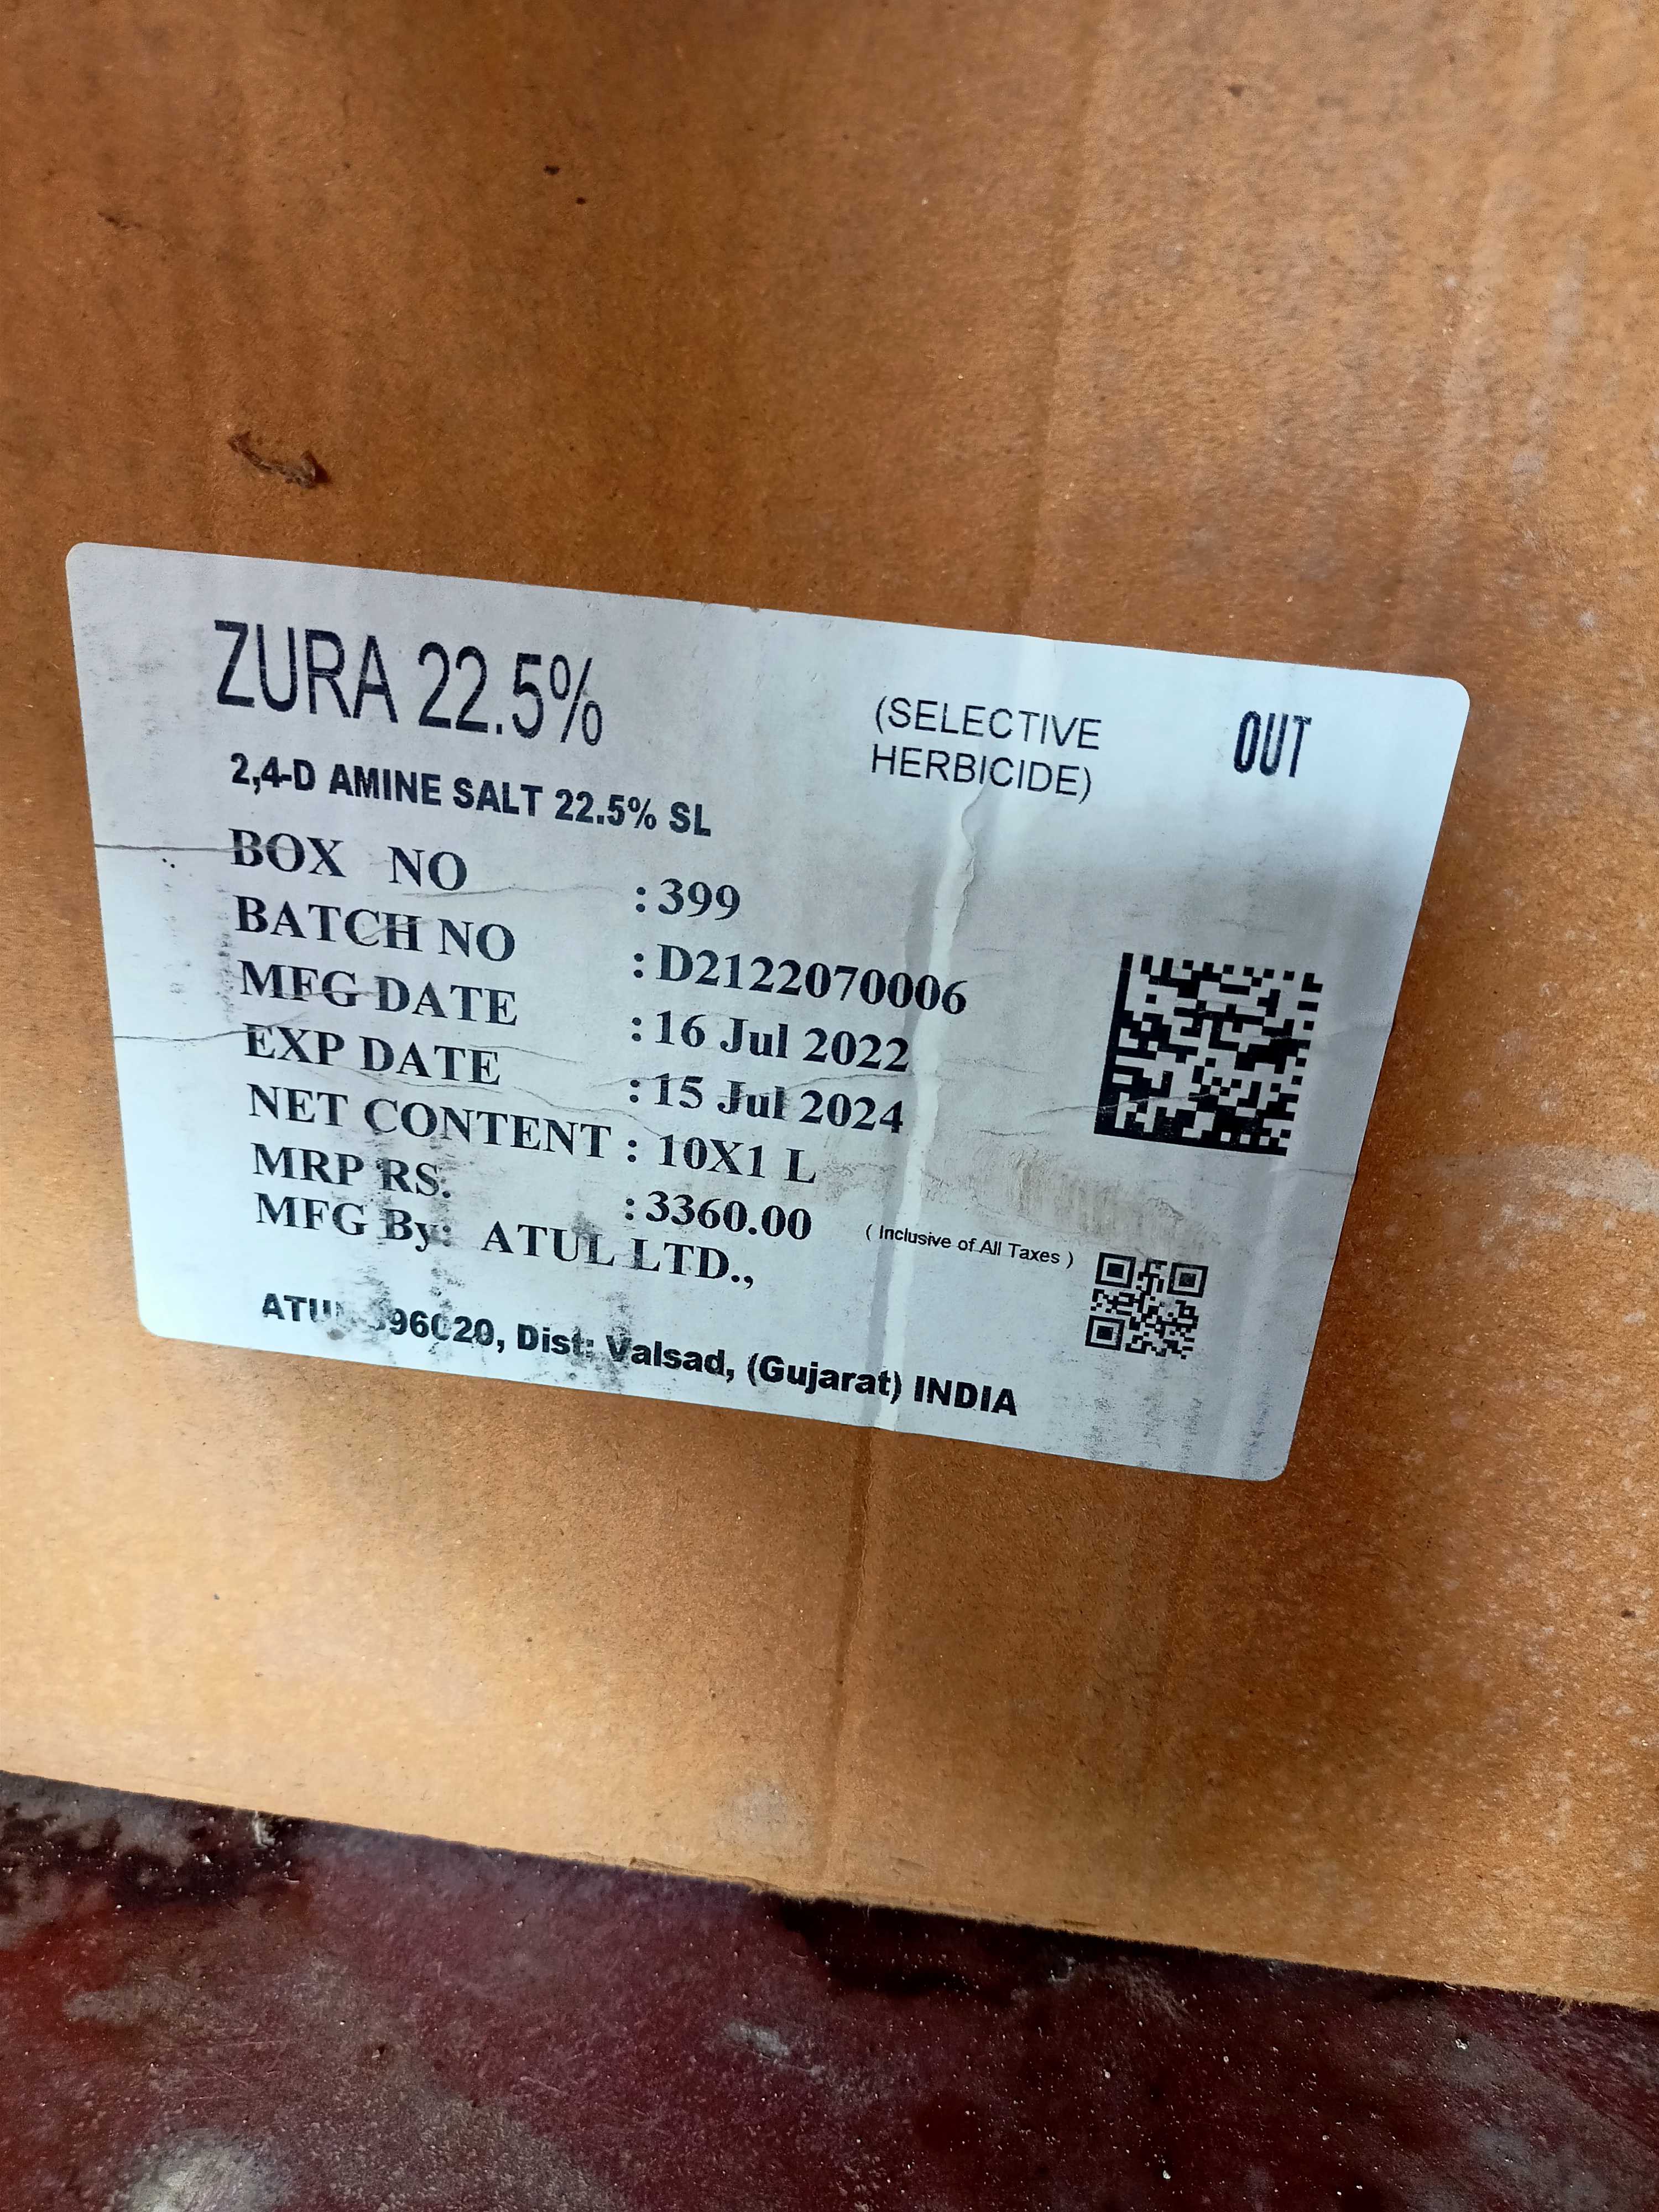 ZURA 22.5%
(SELECTIVE
HERBICIDE)
OUT
2,4-D AMINE SALT 22.5% SL
BOX NO : 399
BATCH NO : D2122070006
MFG DATE : 16 Jul 2022
EXP DATE : 15 Jul 2024
NET CONTENT : 10X1 L
MRP RS. : 3360.00 ( Inclusive of All Taxes )
MFG By: ATUL LTD.,
Dist: Valsad, (Gujarat) INDIA